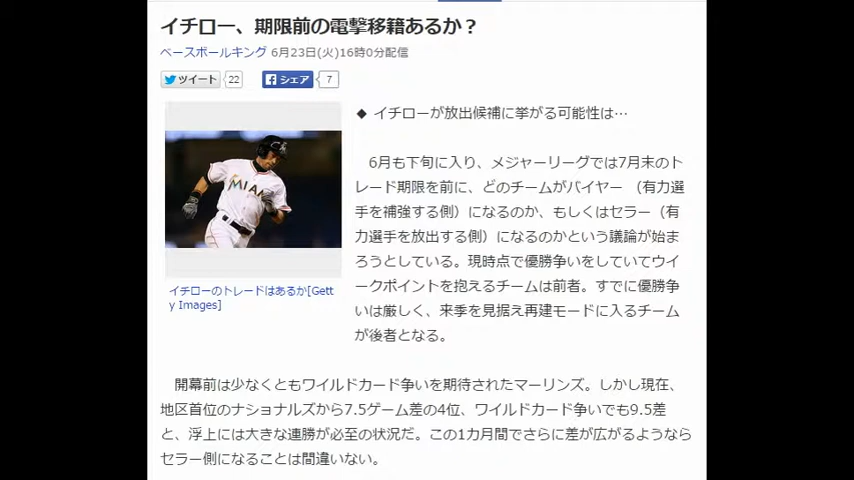 イチロー、期限前の電撃移籍あるか？
ベースボールキング 6月23日(火)16時0分配信
ツイート 22 シェア 7
◆ イチローが放出候補に挙がる可能性は…
6月も下旬に入り、メジャーリーグでは7月末のト
レード期限を前に、どのチームがバイヤー （有力選
手を補強する側）になるのか、もしくはセラー（有
力選手を放出する側）になるのかという議論が始ま
ろうとしている。現時点で優勝争いをしていてウイ
ークポイントを抱えるチームは前者。すでに優勝争
いは厳しく、来季を見据え再建モードに入るチーム
が後者となる。
MIAMI
イチローのトレードはあるか[Gett
y Images]
開幕前は少なくともワイルドカード争いを期待されたマーリンズ。しかし現在、
地区首位のナショナルズから7.5ゲーム差の4位、ワイルドカード争いでも9.5差
と、浮上には大きな連勝が必至の状況だ。この1カ月間でさらに差が広がるようなら
セラー側になることは間違いない。